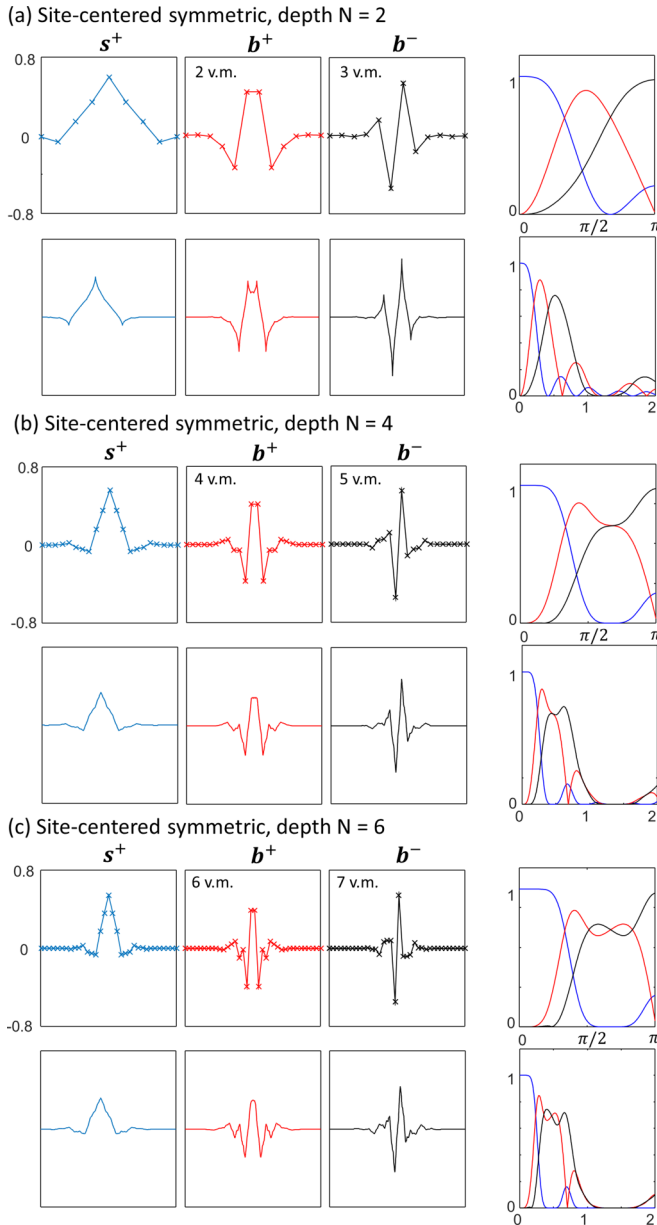 (a) Site-centered symmetric, depth N = 2
s⁺ b⁺ b⁻
0.8
0
-0.8
2 v.m.
3 v.m.
1
0
0 π/2 π
1
0
0 1 2
(b) Site-centered symmetric, depth N = 4
s⁺ b⁺ b⁻
0.8
0
-0.8
4 v.m.
5 v.m.
1
0
0 π/2 π
1
0
0 1 2
(c) Site-centered symmetric, depth N = 6
s⁺ b⁺ b⁻
0.8
0
-0.8
6 v.m.
7 v.m.
1
0
0 π/2 π
1
0
0 1 2